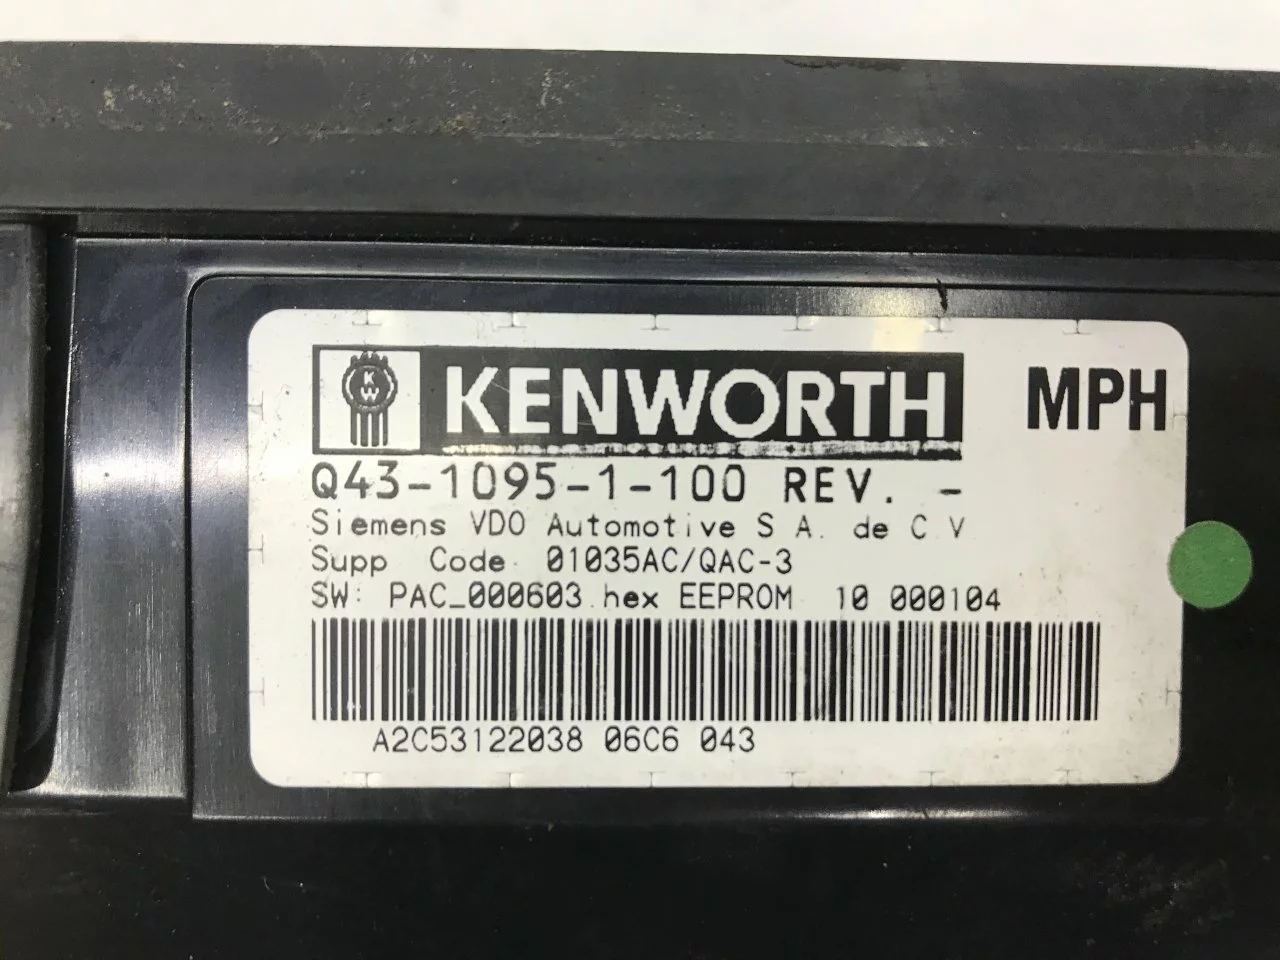 KW KENWORTH MPH
Q43-1095-1-100 REV. -
Siemens VDO Automotive S A. de C V
Supp Code 01035AC/QAC-3
SW: PAC_000603.hex EEPROM 10 000104
A2C53122038 06C6 043